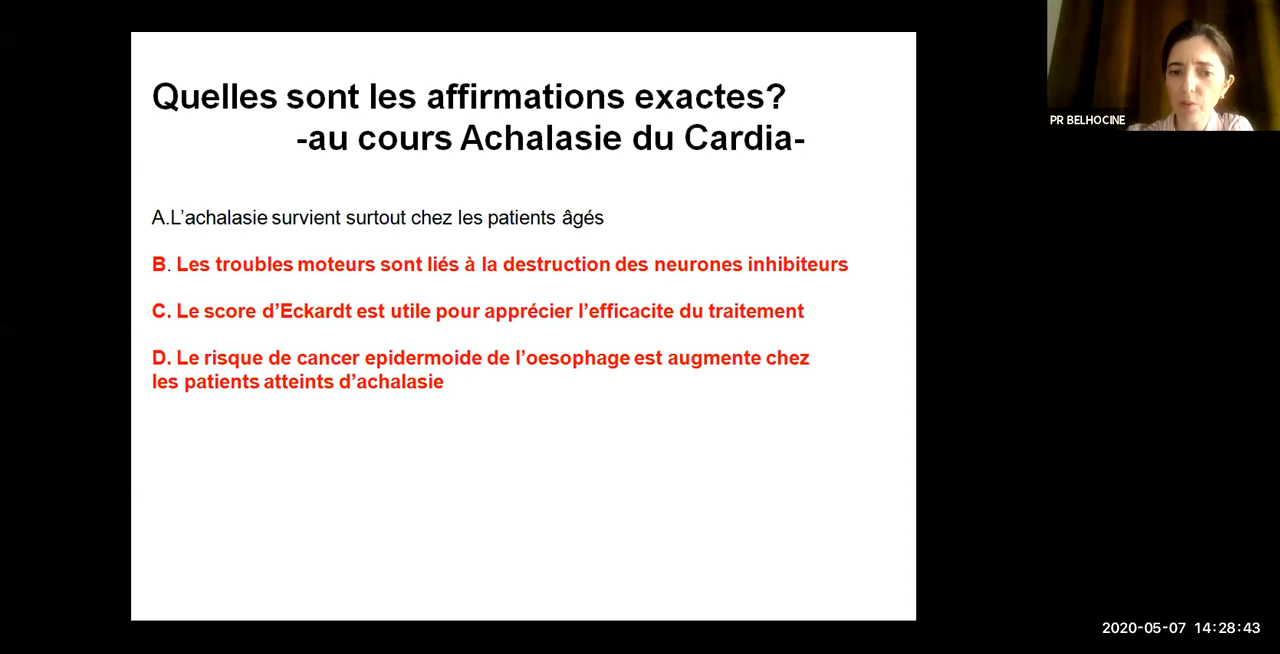 Quelles sont les affirmations exactes?
-au cours Achalasie du Cardia-
A.L’achalasie survient surtout chez les patients âgés
B. Les troubles moteurs sont liés à la destruction des neurones inhibiteurs
C. Le score d’Eckardt est utile pour apprécier l’efficacite du traitement
D. Le risque de cancer epidermoide de l’oesophage est augmente chez
les patients atteints d’achalasie
PR BELHOCINE
2020-05-07 14:28:43